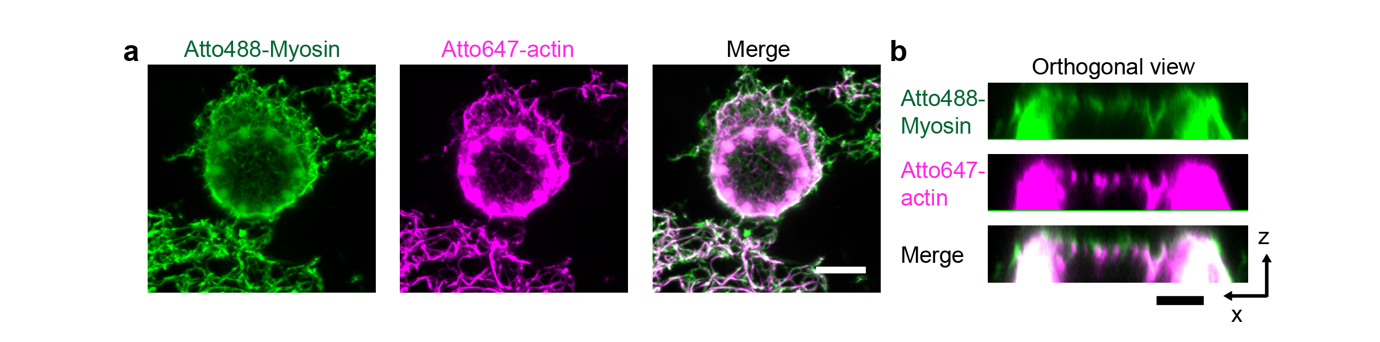 a
Atto488-Myosin
Atto647-actin
Merge
b
Orthogonal view
Atto488-
Myosin
Atto647-
actin
Merge
z
x